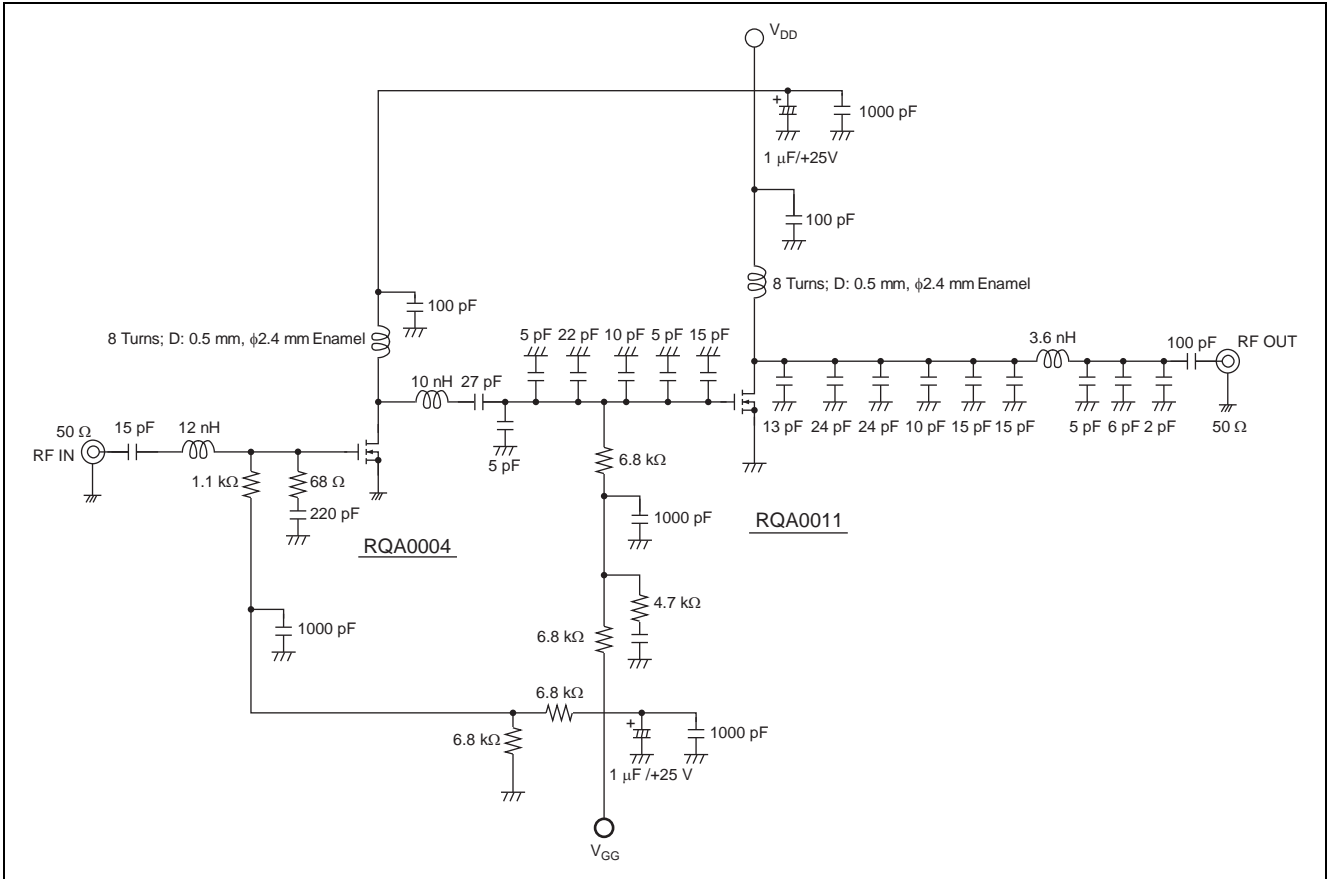 V_DD
+
1000 pF
1 μF/+25V
100 pF
8 Turns; D: 0.5 mm, φ2.4 mm Enamel
100 pF
8 Turns; D: 0.5 mm, φ2.4 mm Enamel
5 pF 22 pF 10 pF 5 pF 15 pF
3.6 nH
100 pF
RF OUT
10 nH 27 pF
13 pF 24 pF 24 pF 10 pF 15 pF 15 pF
5 pF 6 pF 2 pF
50 Ω
50 Ω
RF IN
15 pF
12 nH
5 pF
1.1 kΩ
68 Ω
220 pF
6.8 kΩ
1000 pF
RQA0004
RQA0011
4.7 kΩ
1000 pF
6.8 kΩ
6.8 kΩ
6.8 kΩ
+
1000 pF
1 μF /+25 V
V_GG